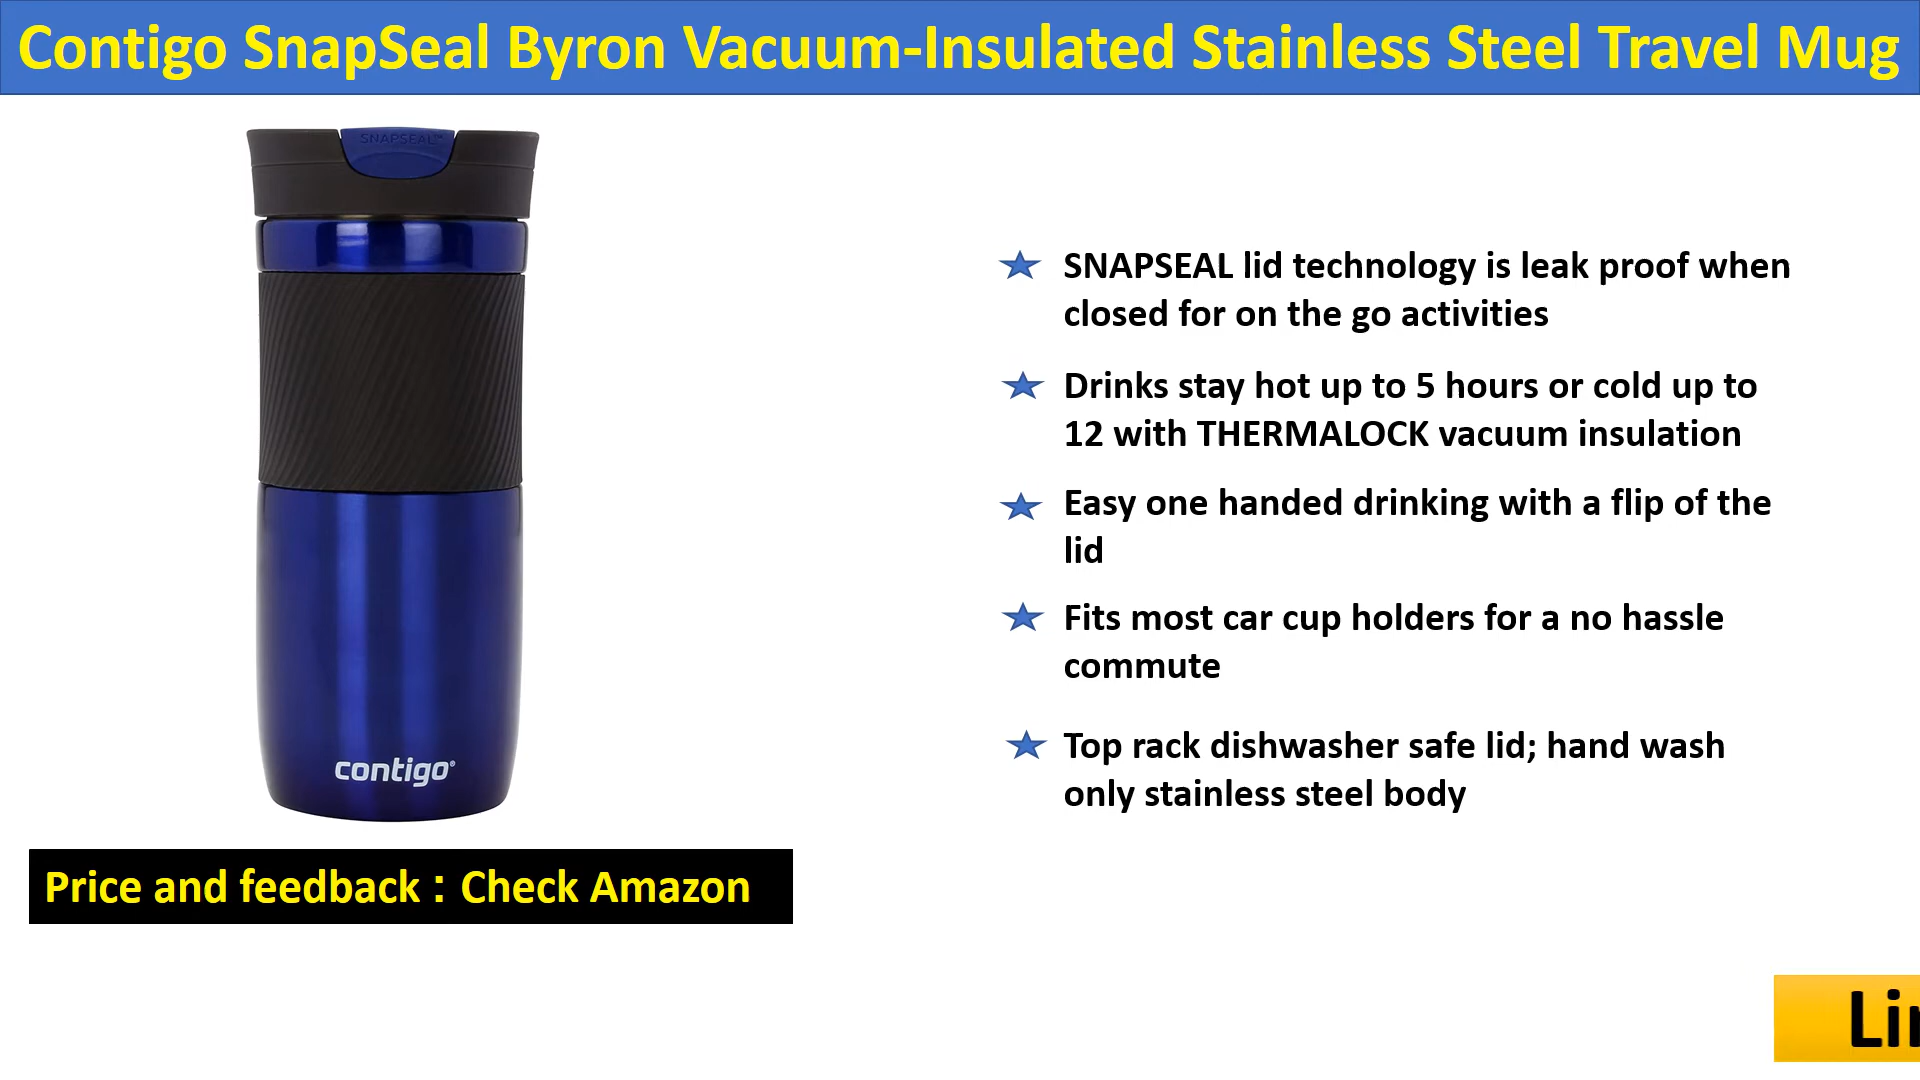 Contigo SnapSeal Byron Vacuum-Insulated Stainless Steel Travel Mug
SNAPSEAL
SNAPSEAL lid technology is leak proof when
closed for on the go activities
Drinks stay hot up to 5 hours or cold up to
12 with THERMALOCK vacuum insulation
Easy one handed drinking with a flip of the
lid
Fits most car cup holders for a no hassle
commute
Top rack dishwasher safe lid; hand wash
only stainless steel body
contigo®
Price and feedback : Check Amazon